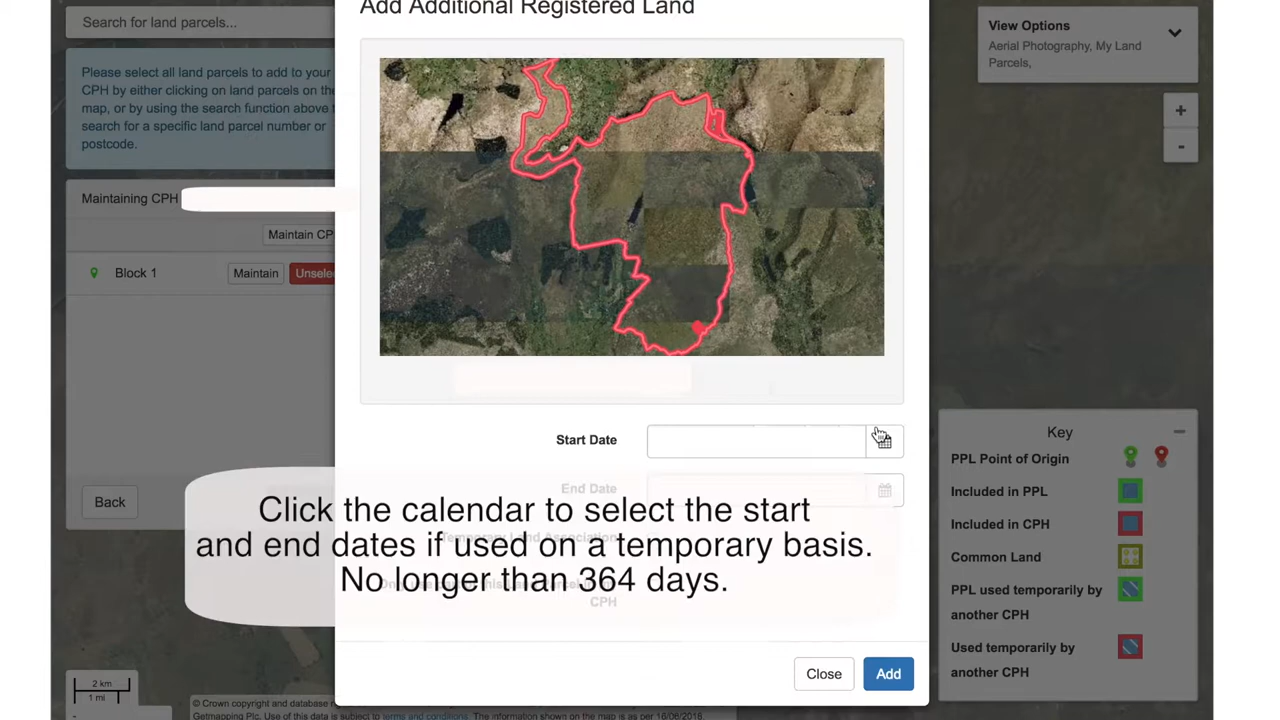 Add Additional Registered Land
Search for land parcels...
Please select all land parcels to add to your
CPH by either clicking on land parcels on the
map, or by using the search function above t
search for a specific land parcel number or
postcode.
Maintaining CPH
Maintain CP
Block 1
Maintain
Unsele
Back
View Options
Aerial Photography, My Land
Parcels,
+
-
Start Date
End Date
Temporary Land Association
CPH
Click the calendar to select the start
and end dates if used on a temporary basis.
No longer than 364 days.
Close
Add
Key
PPL Point of Origin
Included in PPL
Included in CPH
Common Land
PPL used temporarily by
another CPH
Used temporarily by
another CPH
2 km
1 mi
© Crown copyright and database r
Getmapping Plc. Use of this data is subject to terms and conditions. The information shown on the map is as per 16/06/2016.